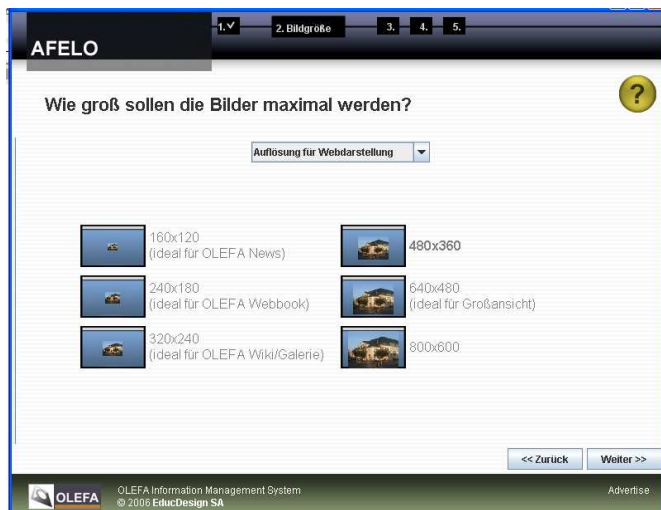 1.
2. Bildgröße
3.
4.
5.
AFELO
Wie groß sollen die Bilder maximal werden?
?
Auflösung für Webdarstellung
160x120
(ideal für OLEFA News)
480x360
240x180
(ideal für OLEFA Webbook)
640x480
(ideal für Großansicht)
320x240
(ideal für OLEFA Wiki/Galerie)
800x600
<< Zurück
Weiter >>
OLEFA
OLEFA Information Management System
© 2006 EducDesign SA
Advertise